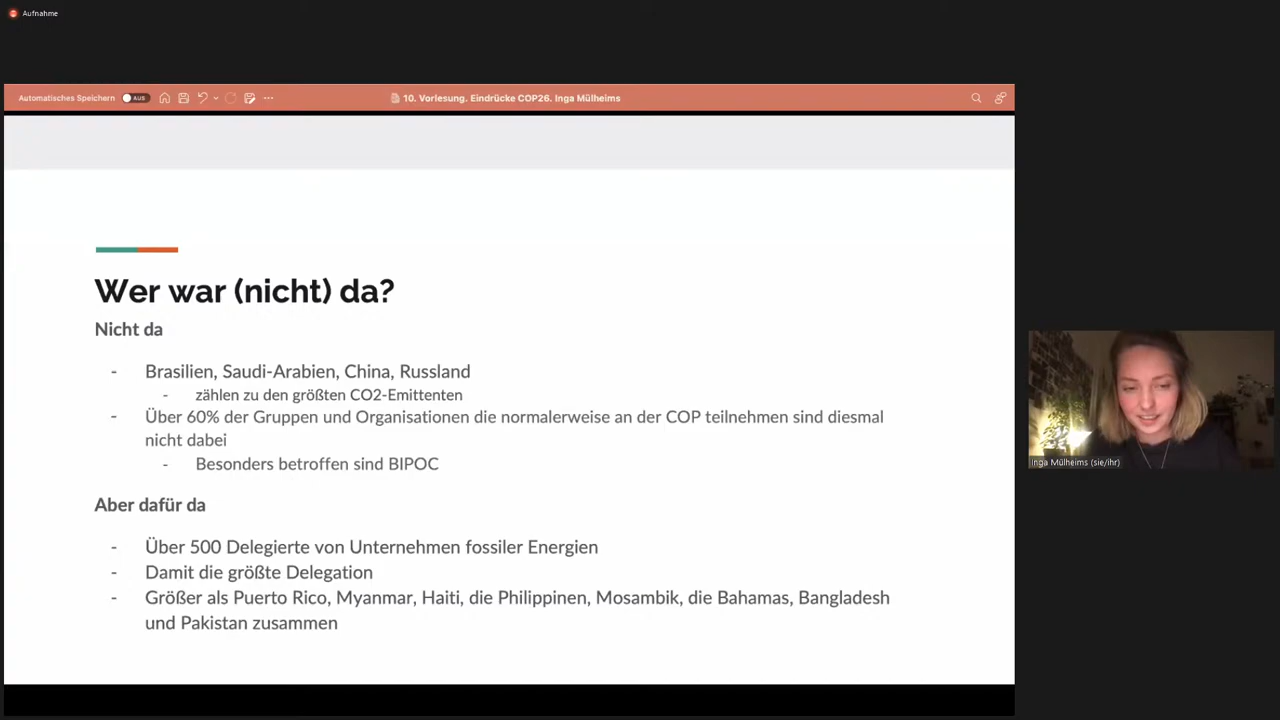 Aufnahme
Automatisches Speichern AUS
10. Vorlesung. Eindrücke COP26. Inga Mülheims
Wer war (nicht) da?
Nicht da
- Brasilien, Saudi-Arabien, China, Russland
- zählen zu den größten CO2-Emittenten
- Über 60% der Gruppen und Organisationen die normalerweise an der COP teilnehmen sind diesmal
nicht dabei
- Besonders betroffen sind BIPOC
Aber dafür da
- Über 500 Delegierte von Unternehmen fossiler Energien
- Damit die größte Delegation
- Größer als Puerto Rico, Myanmar, Haiti, die Philippinen, Mosambik, die Bahamas, Bangladesh
und Pakistan zusammen
Inga Mülheims (sie/ihr)